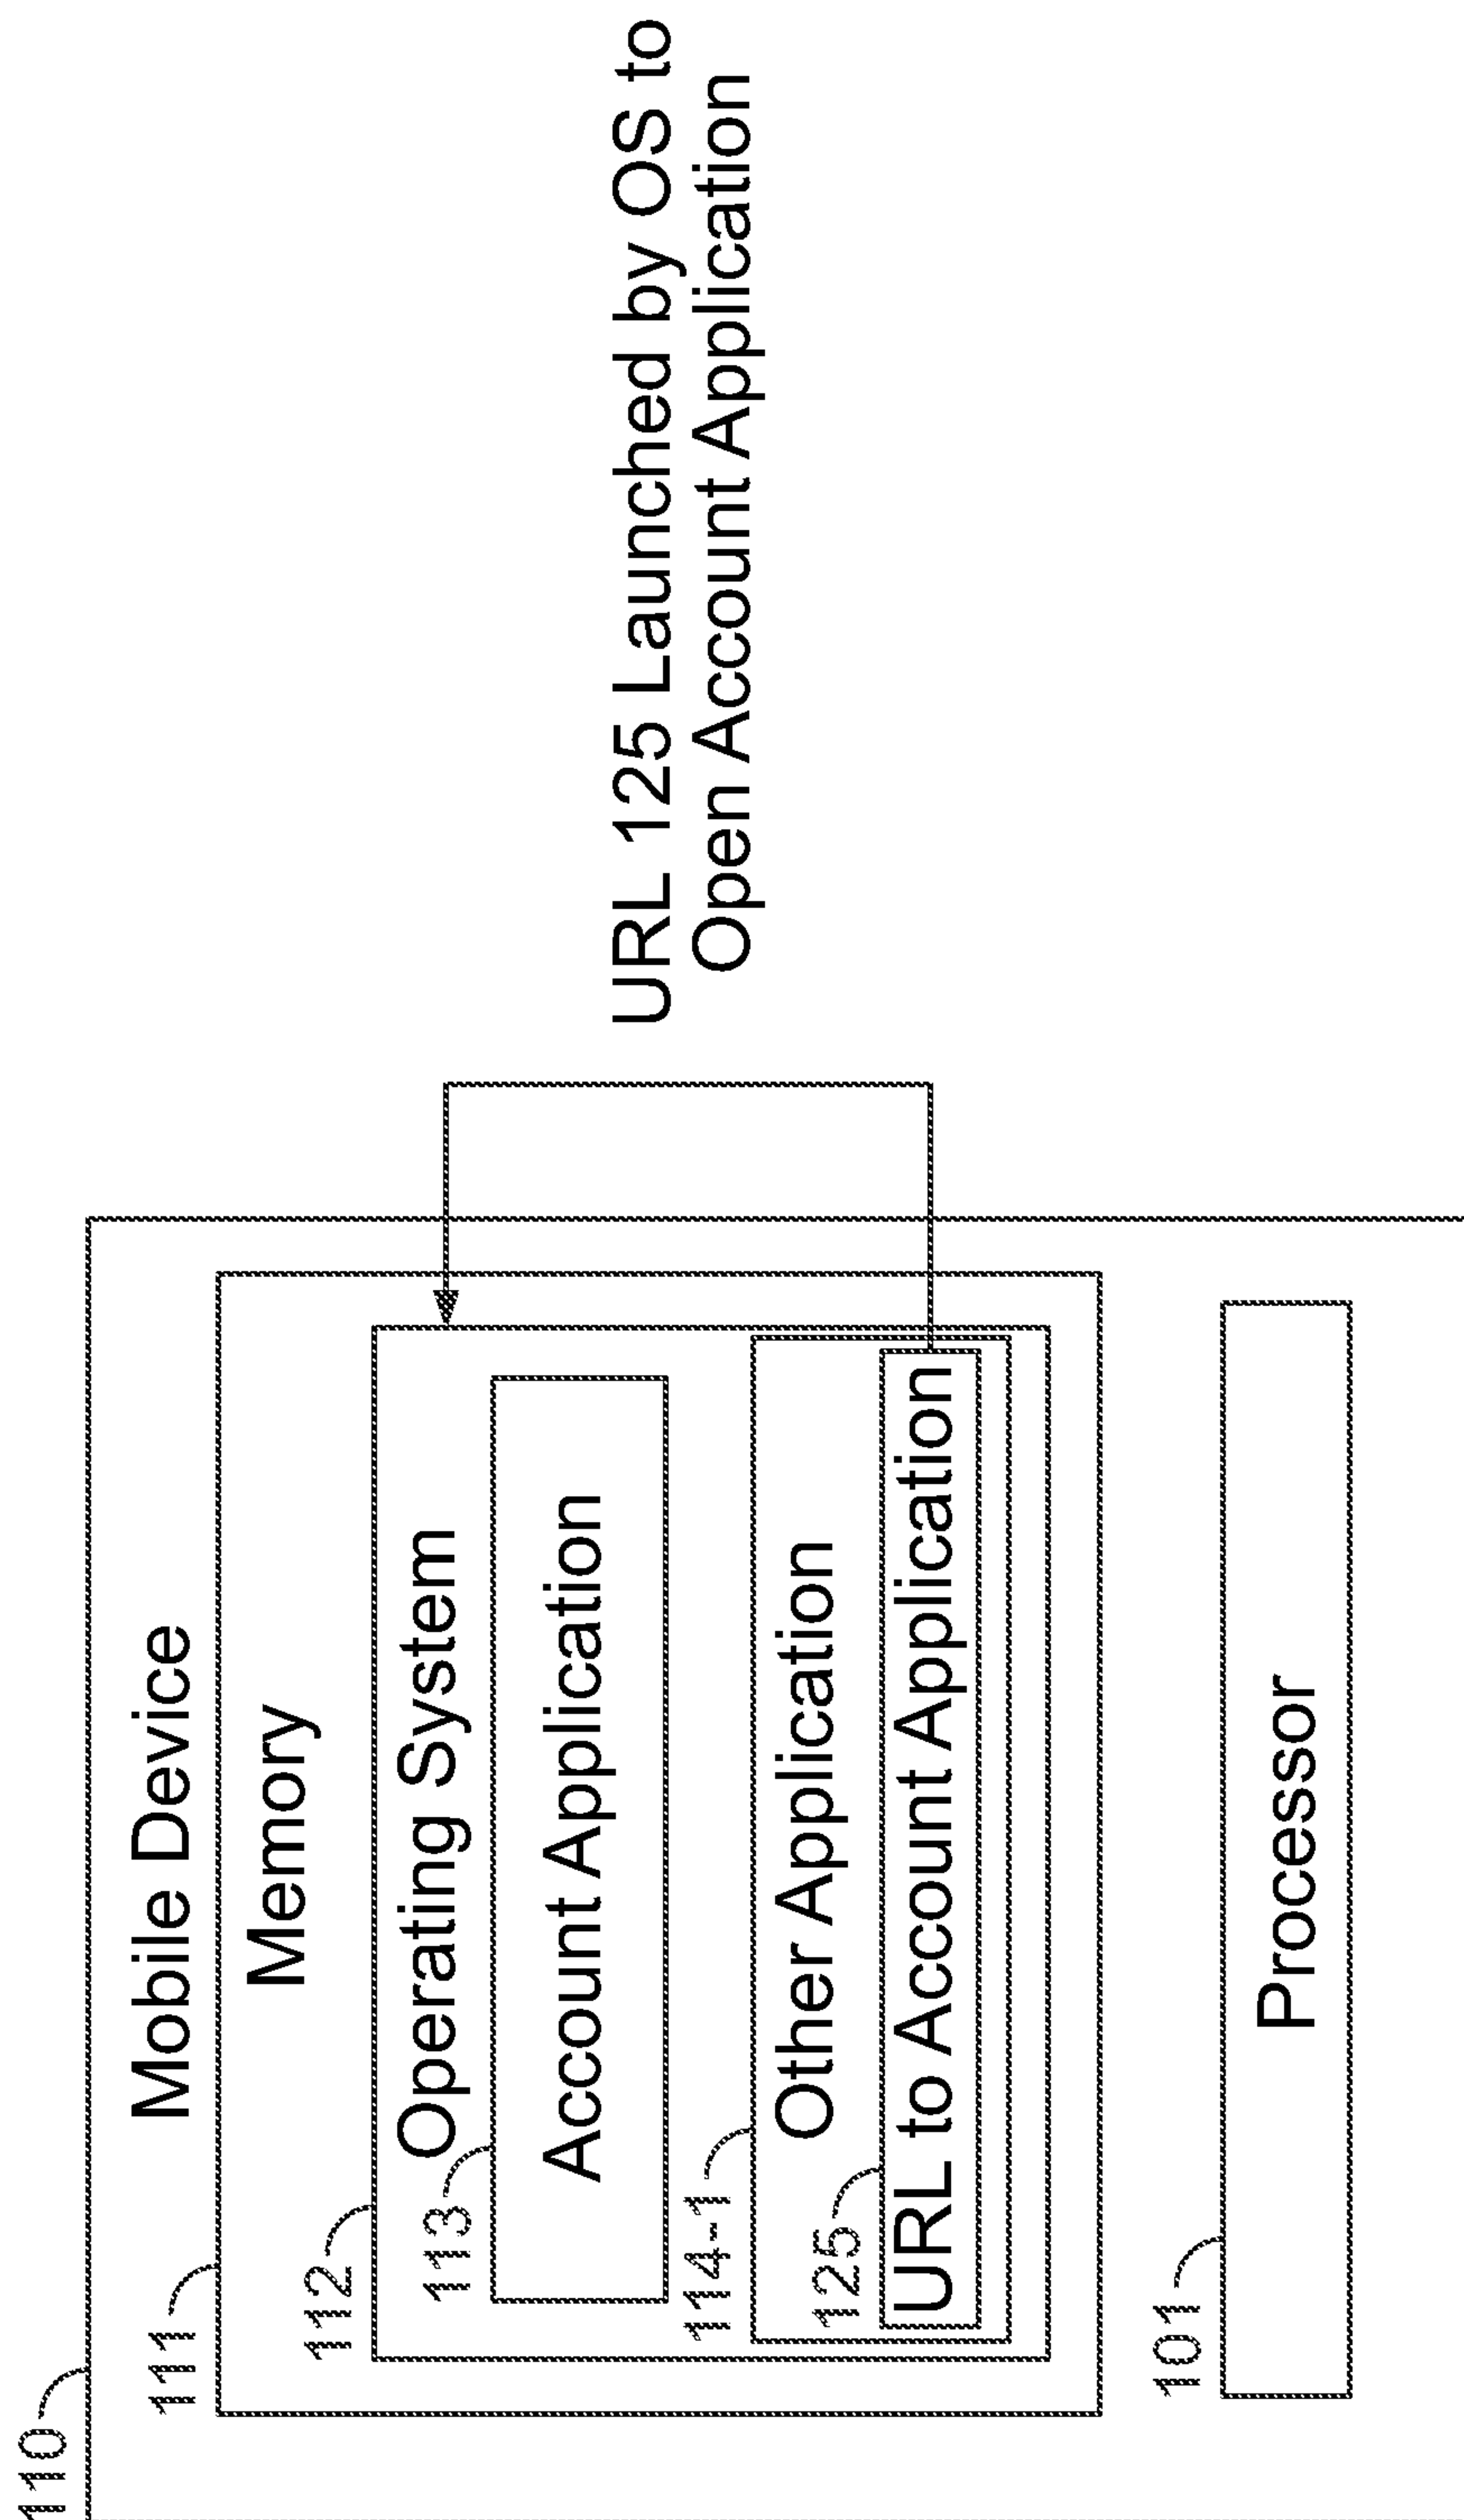 110
Mobile Device
111
Memory
112
Operating System
113
Account Application
114-1
Other Application
125
URL to Account Application
101
Processor
URL 125 Launched by OS to
Open Account Application